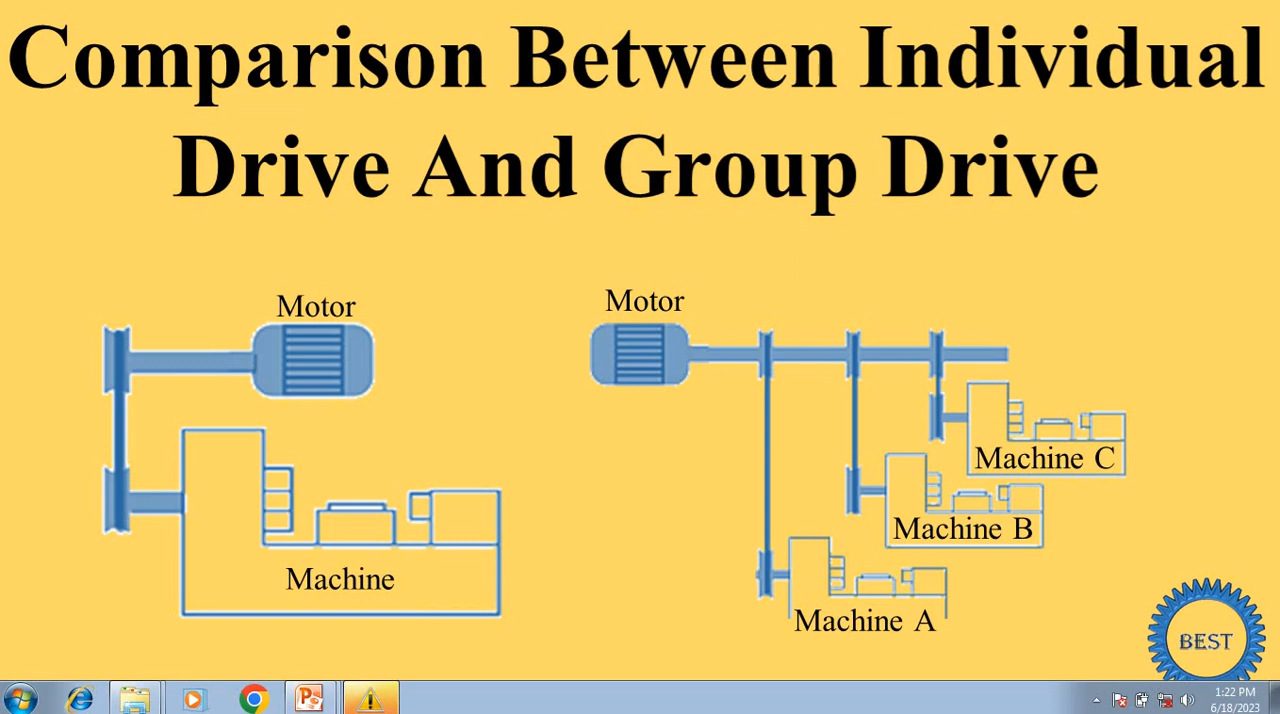 Comparison Between Individual
Drive And Group Drive
Motor
Motor
Machine C
Machine B
Machine
Machine A
BEST
1:22 PM
6/18/2023